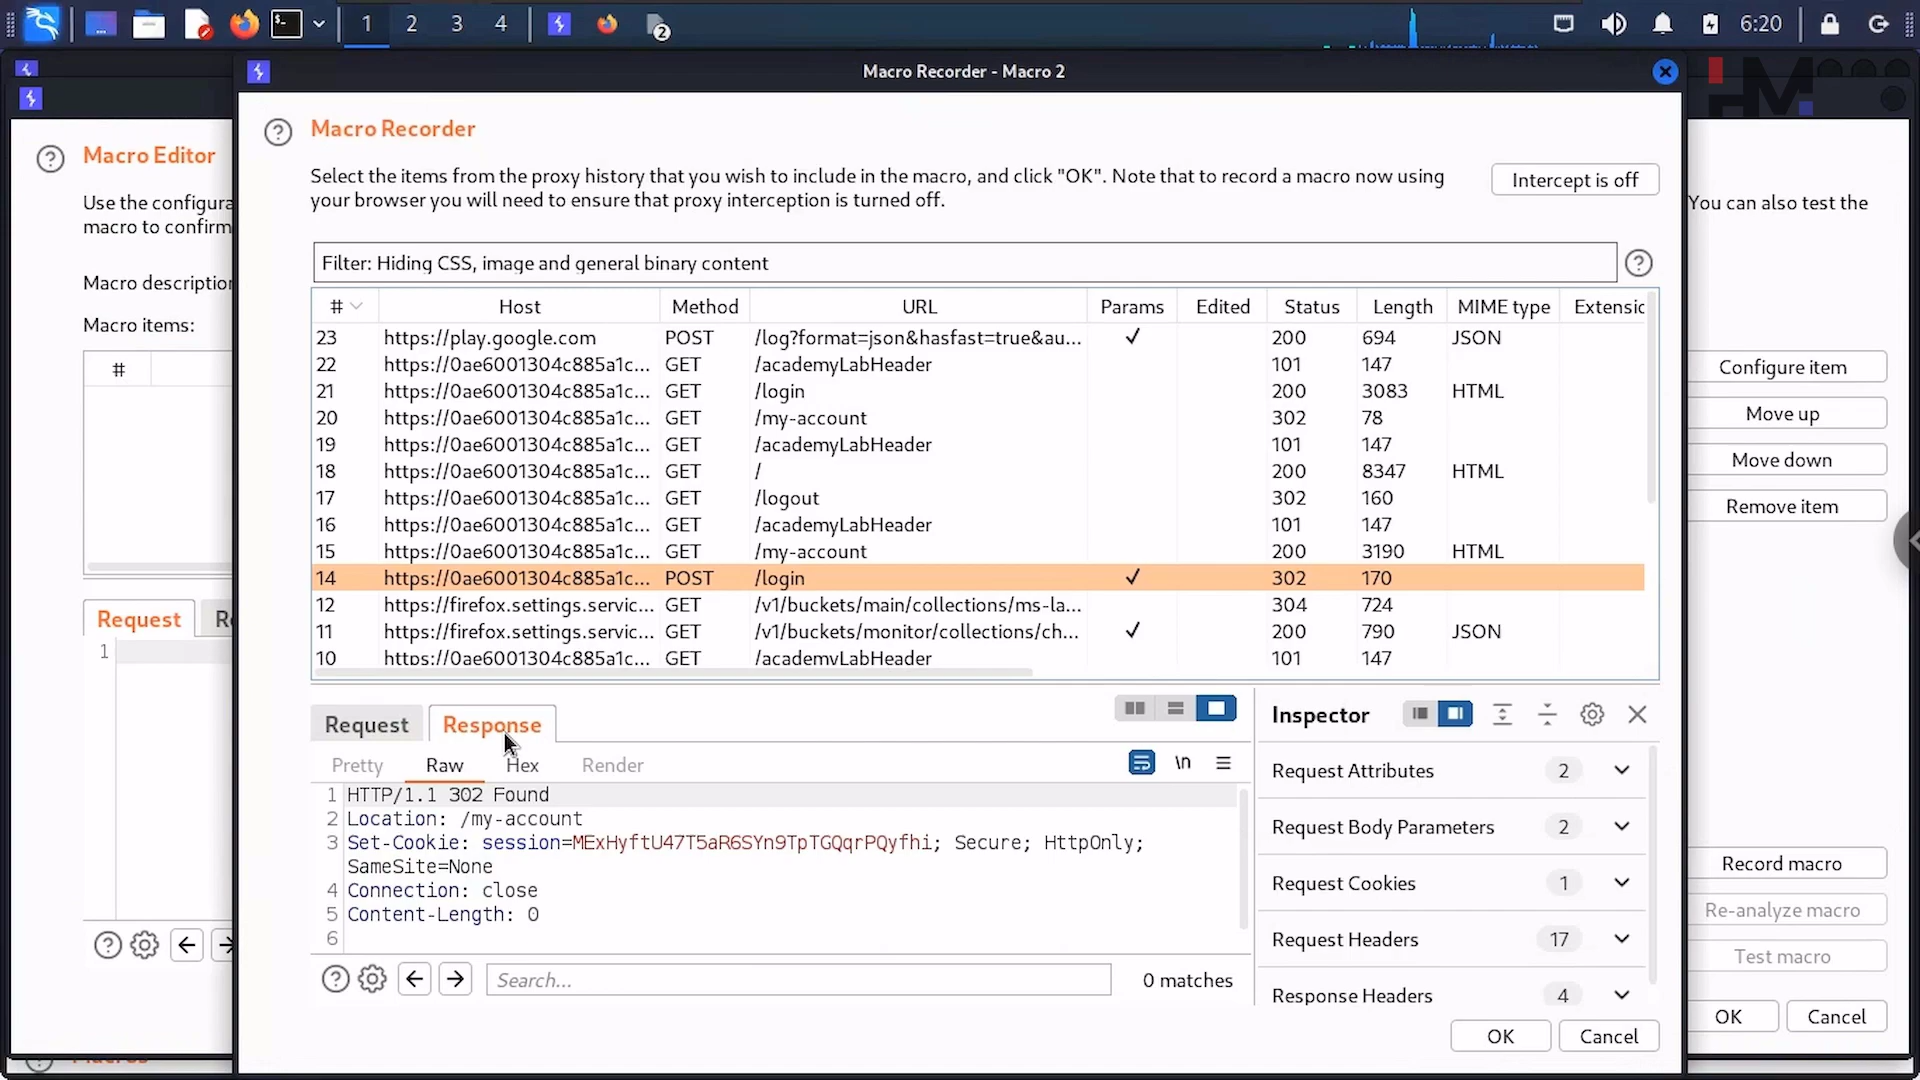 1 2 3 4 2 6:20
Macro Recorder - Macro 2
HM
Macro Editor
Use the configura
macro to confirm
You can also test the
Macro description
Macro items:
#
Configure item
Move up
Move down
Remove item
Request
1
Record macro
Re-analyze macro
Test macro
OK Cancel
Macro Recorder
Select the items from the proxy history that you wish to include in the macro, and click "OK". Note that to record a macro now using
your browser you will need to ensure that proxy interception is turned off.
Intercept is off
Filter: Hiding CSS, image and general binary content
# Host Method URL Params Edited Status Length MIME type Extensic
23 https://play.google.com POST /log?format=json&hasfast=true&au... ✓ 200 694 JSON
22 https://0ae6001304c885a1c... GET /academyLabHeader 101 147
21 https://0ae6001304c885a1c... GET /login 200 3083 HTML
20 https://0ae6001304c885a1c... GET /my-account 302 78
19 https://0ae6001304c885a1c... GET /academyLabHeader 101 147
18 https://0ae6001304c885a1c... GET / 200 8347 HTML
17 https://0ae6001304c885a1c... GET /logout 302 160
16 https://0ae6001304c885a1c... GET /academyLabHeader 101 147
15 https://0ae6001304c885a1c... GET /my-account 200 3190 HTML
14 https://0ae6001304c885a1c... POST /login ✓ 302 170
12 https://firefox.settings.servic... GET /v1/buckets/main/collections/ms-la... 304 724
11 https://firefox.settings.servic... GET /v1/buckets/monitor/collections/ch... ✓ 200 790 JSON
10 https://0ae6001304c885a1c... GET /academyLabHeader 101 147
Request Response
Pretty Raw Hex Render
\n
1 HTTP/1.1 302 Found
2 Location: /my-account
3 Set-Cookie: session=MExHyftU47T5aR6SYn9TpTGQqrPQyfhi; Secure; HttpOnly;
SameSite=None
4 Connection: close
5 Content-Length: 0
6
Search... 0 matches
Inspector
Request Attributes 2
Request Body Parameters 2
Request Cookies 1
Request Headers 17
Response Headers 4
OK Cancel